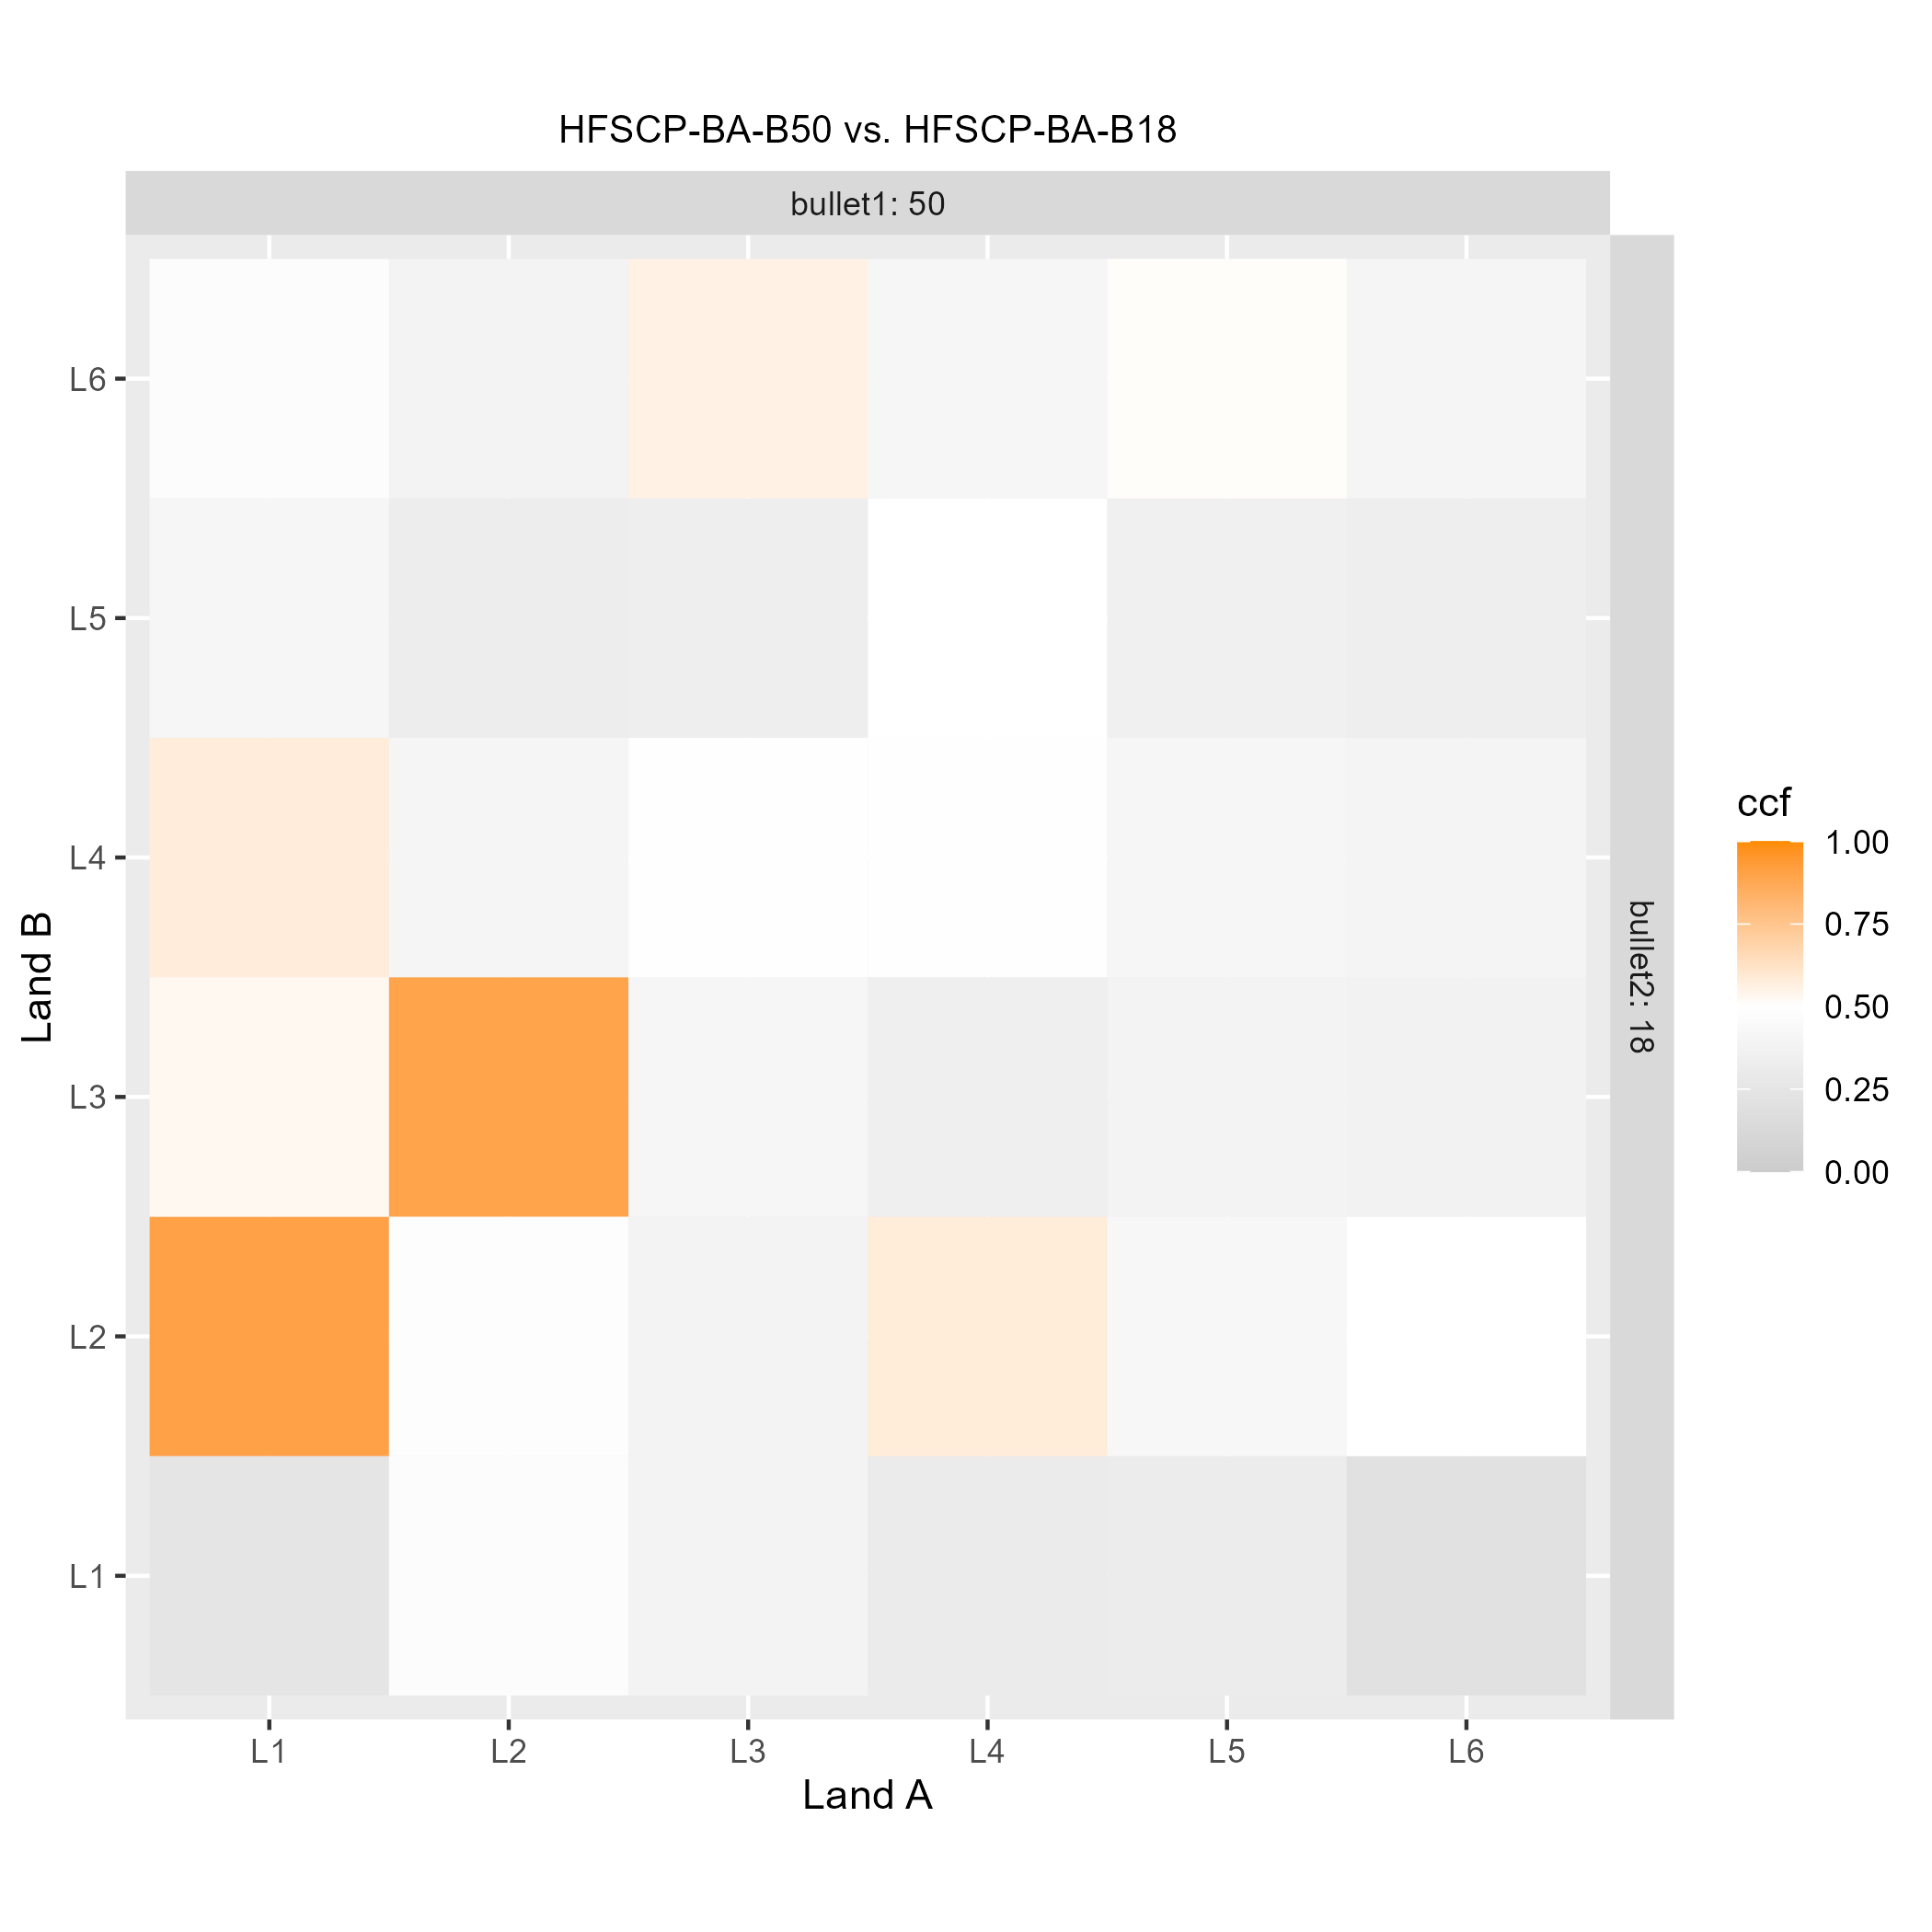 HFSCP-BA-B50 vs. HFSCP-BA-B18
bullet1: 50
L6
L5
L4
L3
L2
L1
Land B
bullet2: 18
L1 L2 L3 L4 L5 L6
Land A
ccf
1.00
0.75
0.50
0.25
0.00